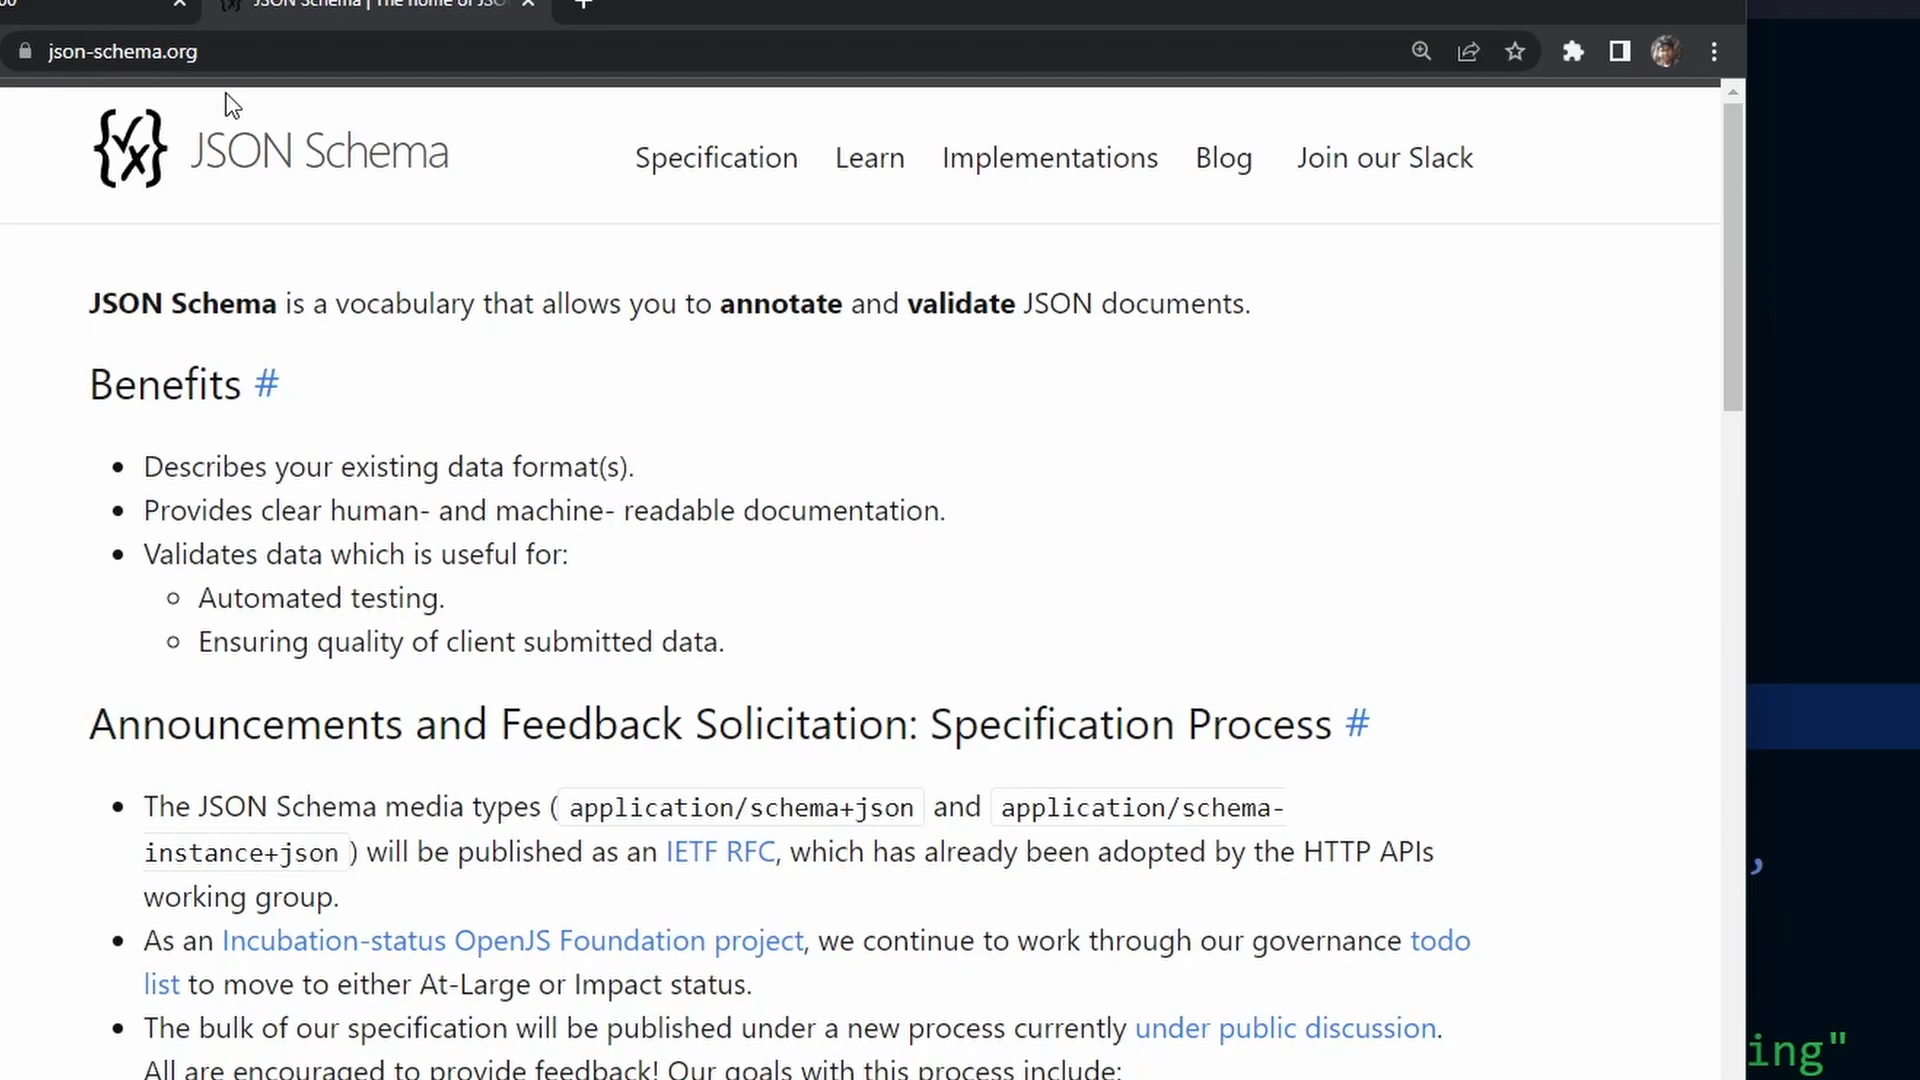 JSON Schema | The home of JSO
json-schema.org
JSON Schema
Specification Learn Implementations Blog Join our Slack
JSON Schema is a vocabulary that allows you to annotate and validate JSON documents.
Benefits #
Describes your existing data format(s).
Provides clear human- and machine- readable documentation.
Validates data which is useful for:
Automated testing.
Ensuring quality of client submitted data.
Announcements and Feedback Solicitation: Specification Process #
The JSON Schema media types ( application/schema+json and application/schema-
instance+json ) will be published as an IETF RFC, which has already been adopted by the HTTP APIs
working group.
As an Incubation-status OpenJS Foundation project, we continue to work through our governance todo
list to move to either At-Large or Impact status.
The bulk of our specification will be published under a new process currently under public discussion.
All are encouraged to provide feedback! Our goals with this process include:
,
ing"